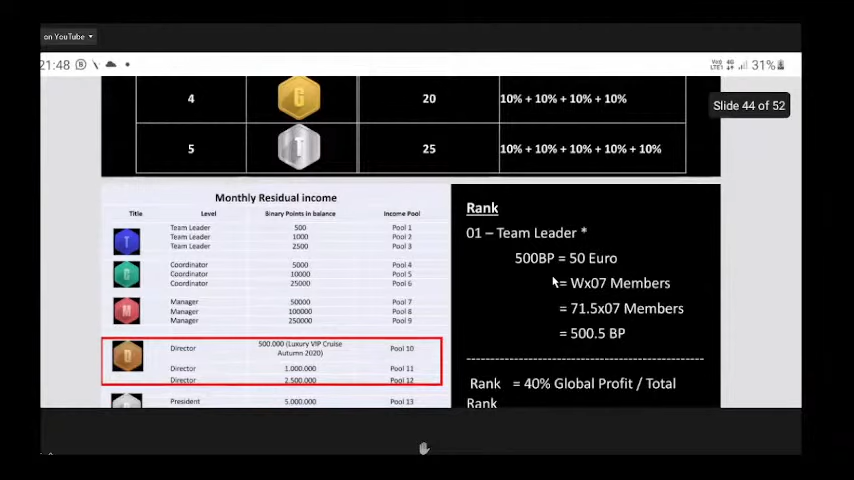 on YouTube
21:48
Vo) 4G LTE1 31%
Slide 44 of 52
4 G 20 10% + 10% + 10% + 10%
5 T 25 10% + 10% + 10% + 10% + 10%
Monthly Residual income
Title Level Binary Points in balance Income Pool
T Team Leader 500 Pool 1
Team Leader 1000 Pool 2
Team Leader 2500 Pool 3
C Coordinator 5000 Pool 4
Coordinator 10000 Pool 5
Coordinator 25000 Pool 6
M Manager 50000 Pool 7
Manager 100000 Pool 8
Manager 250000 Pool 9
D Director 500.000 (Luxury VIP Cruise Autumn 2020) Pool 10
Director 1.000.000 Pool 11
Director 2.500.000 Pool 12
President 5.000.000 Pool 13
Rank
01 – Team Leader *
500BP = 50 Euro
= Wx07 Members
= 71.5x07 Members
= 500.5 BP
Rank = 40% Global Profit / Total
Rank